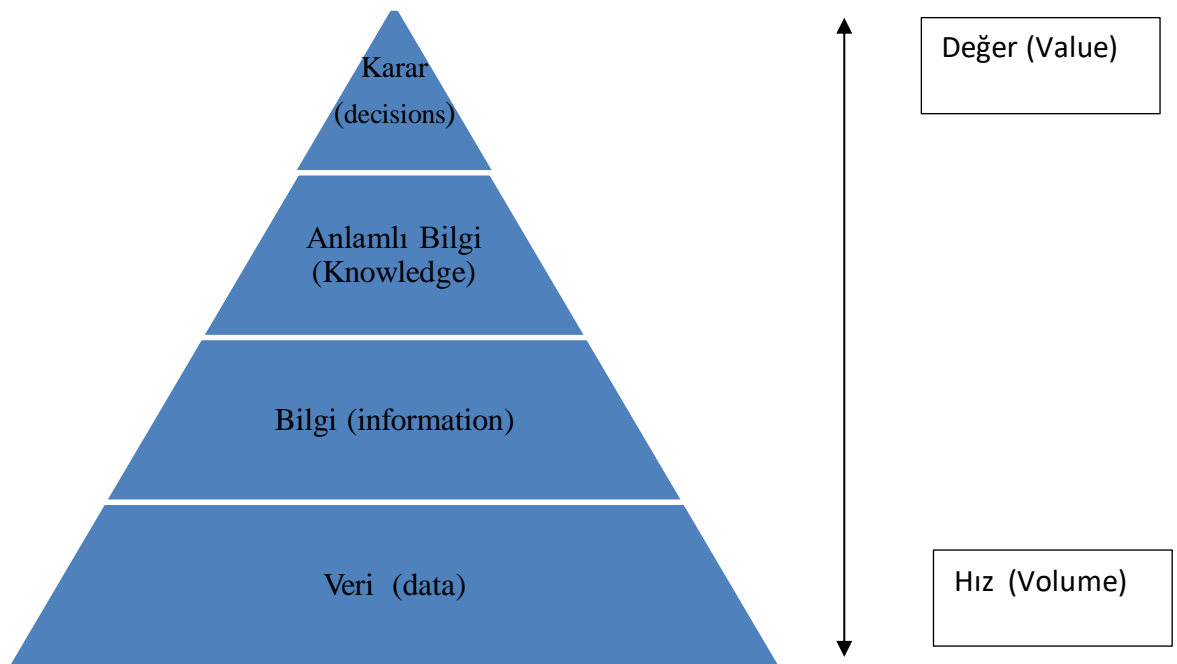 Karar
(decisions)
Değer (Value)
Anlamlı Bilgi
(Knowledge)
Bilgi (information)
Veri (data)
Hız (Volume)